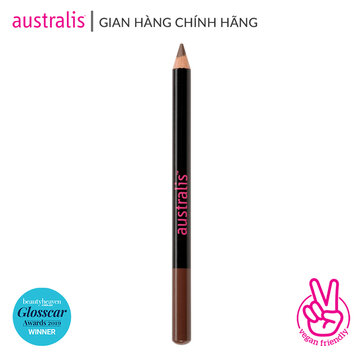 australis | GIAN HÀNG CHÍNH HÃNG
australis
beautyheaven
Glosscar
Awards 2019
WINNER
vegan friendly